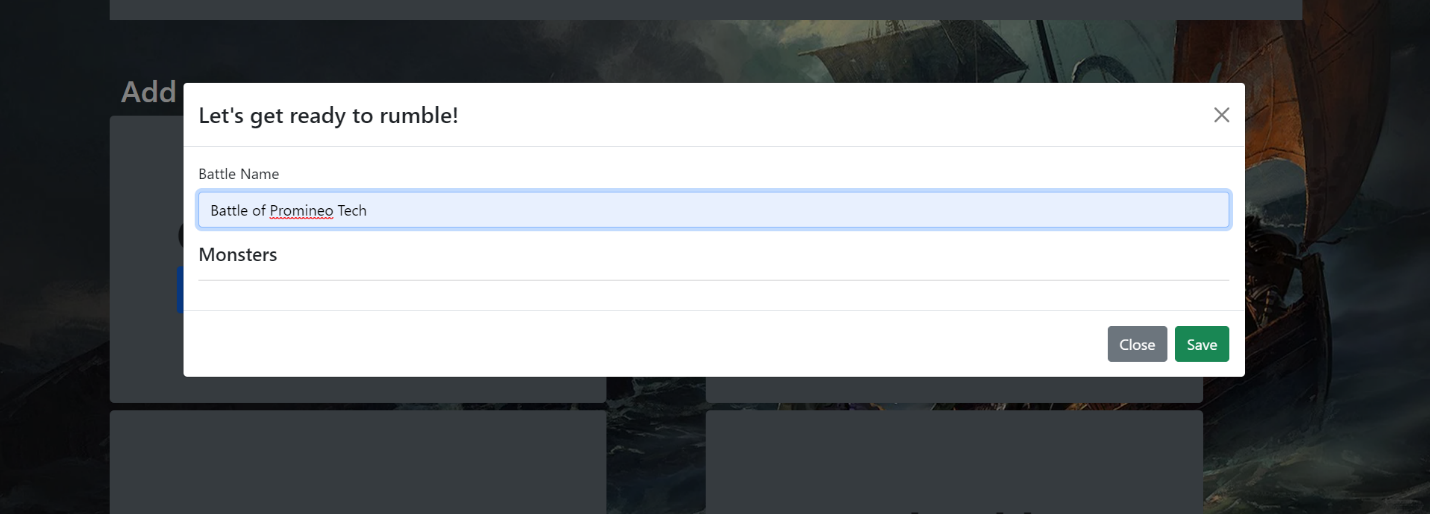 Add
Let's get ready to rumble!
Battle Name
Battle of Promineo Tech
Monsters
Close
Save